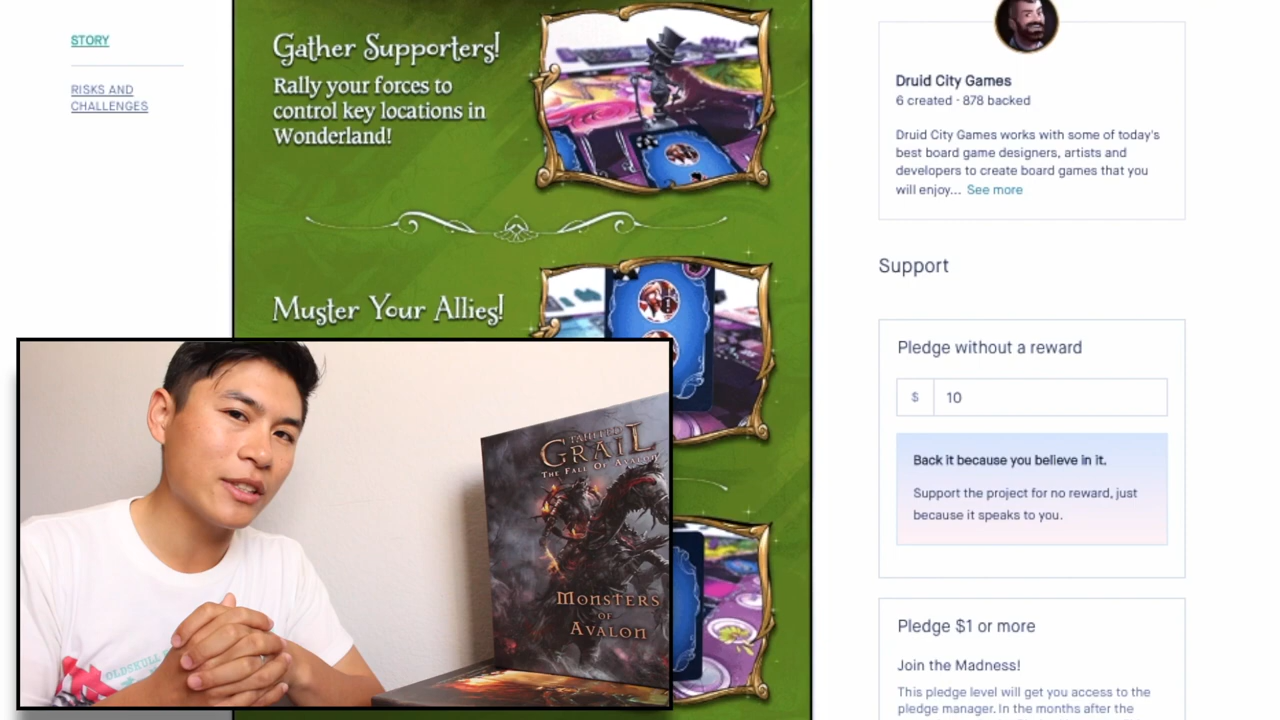 STORY
RISKS AND
CHALLENGES
Gather Supporters!
Rally your forces to
control key locations in
Wonderland!
Muster Your Allies!
Druid City Games
6 created · 878 backed
Druid City Games works with some of today's
best board game designers, artists and
developers to create board games that you
will enjoy... See more
Support
Pledge without a reward
$ 10
Back it because you believe in it.
Support the project for no reward, just
because it speaks to you.
Pledge $1 or more
Join the Madness!
This pledge level will get you access to the
pledge manager. In the months after the
TAINTED
GRAIL
THE FALL OF AVALON
MONSTERS
OF
AVALON
OLDSKULL